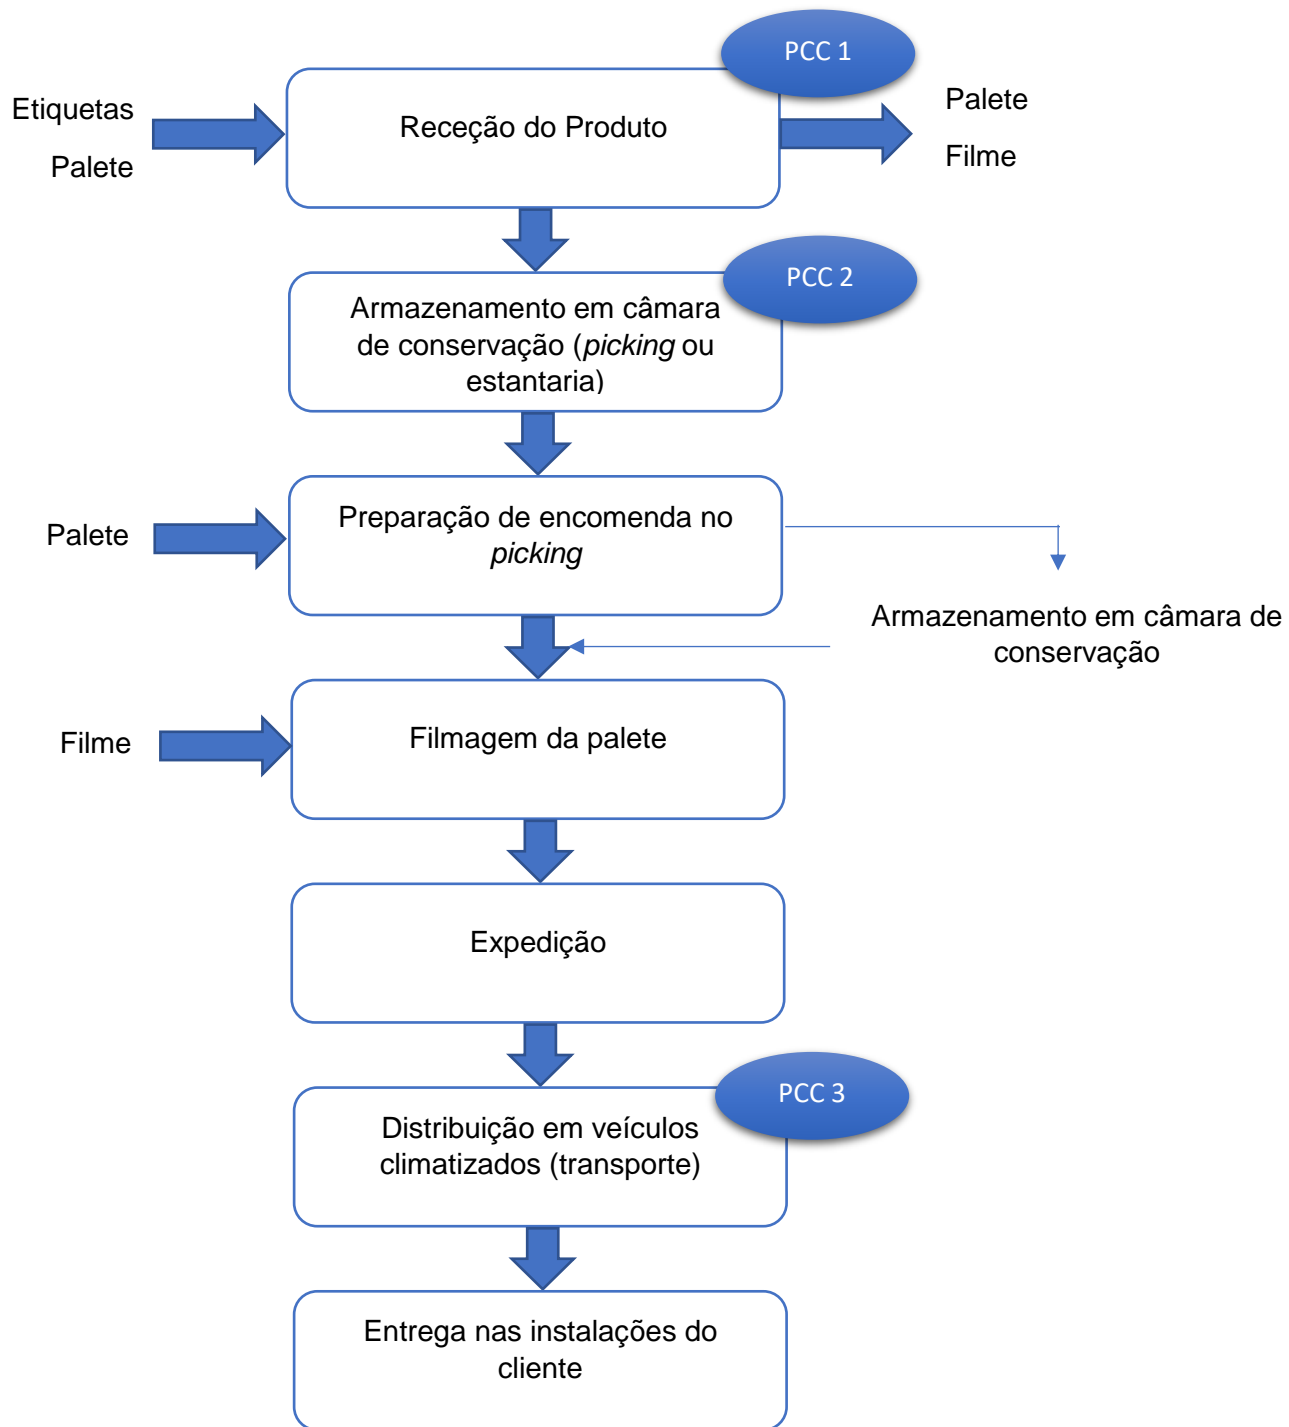 PCC 1
Etiquetas
Palete
Receção do Produto
Palete
Filme
PCC 2
Armazenamento em câmara
de conservação (picking ou
estantaria)
Palete
Preparação de encomenda no
picking
Armazenamento em câmara de
conservação
Filme
Filmagem da palete
Expedição
PCC 3
Distribuição em veículos
climatizados (transporte)
Entrega nas instalações do
cliente